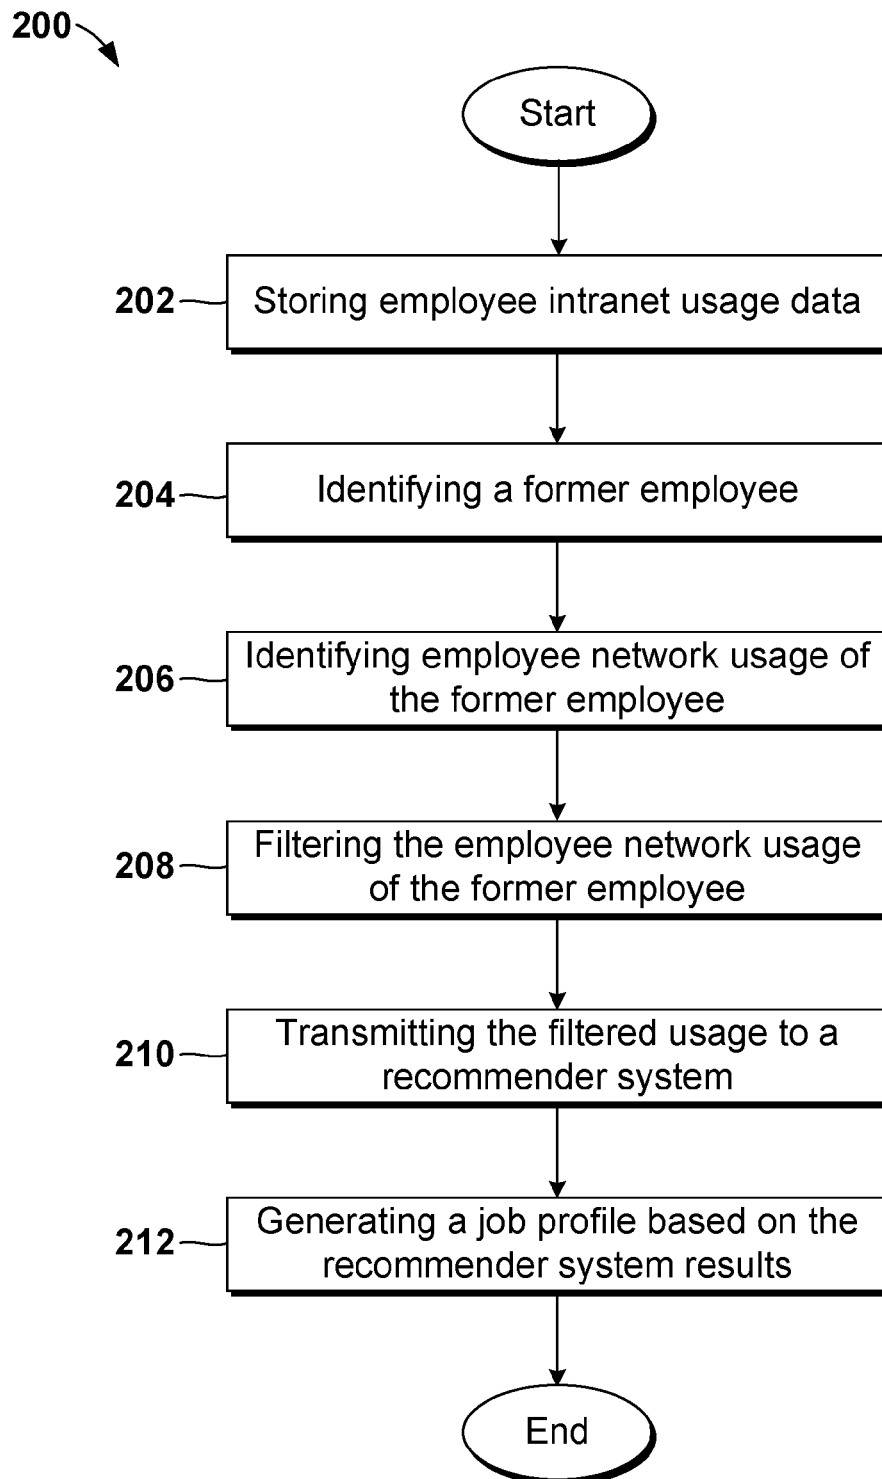 200
Start
202
Storing employee intranet usage data
204
Identifying a former employee
206
Identifying employee network usage of
the former employee
208
Filtering the employee network usage
of the former employee
210
Transmitting the filtered usage to a
recommender system
212
Generating a job profile based on the
recommender system results
End